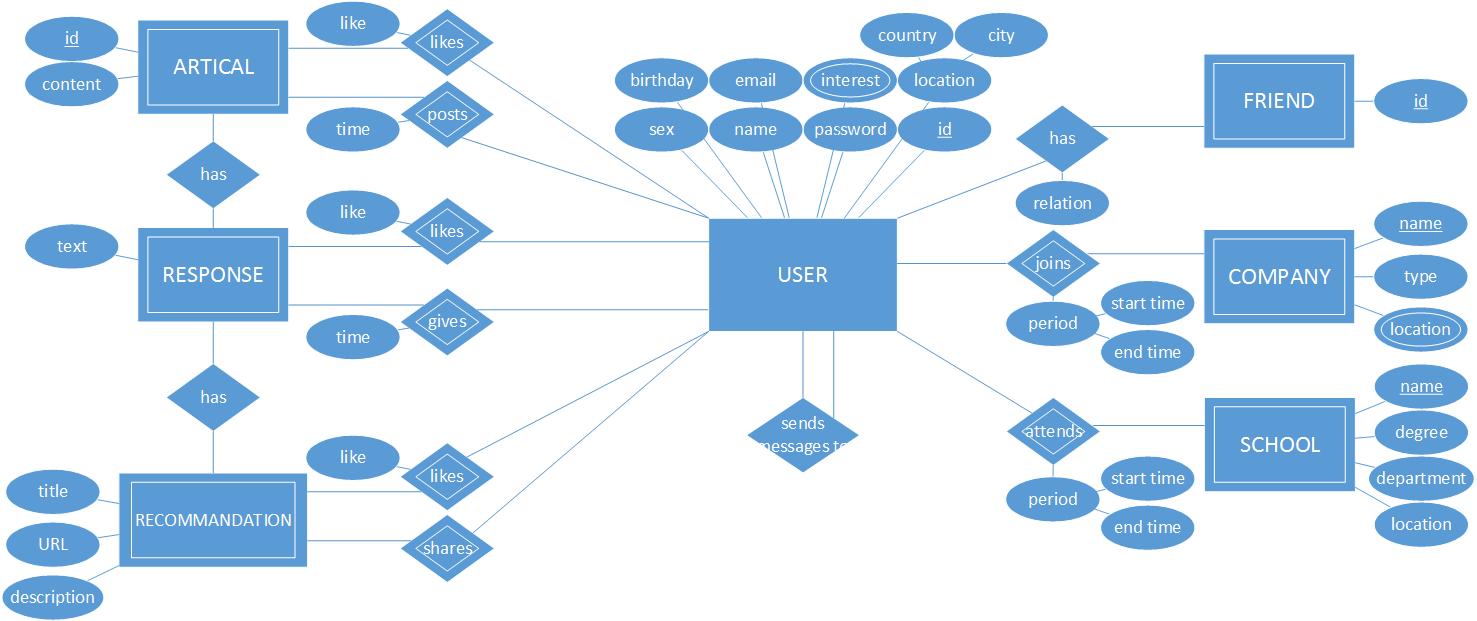 id
content
ARTICAL
like
likes
time
posts
has
text
RESPONSE
like
likes
time
gives
has
title
URL
description
RECOMMANDATION
like
likes
shares
country
city
birthday
email
interest
location
sex
name
password
id
USER
sends
messages to
has
relation
FRIEND
id
joins
period
start time
end time
COMPANY
name
type
location
attends
period
start time
end time
SCHOOL
name
degree
department
location